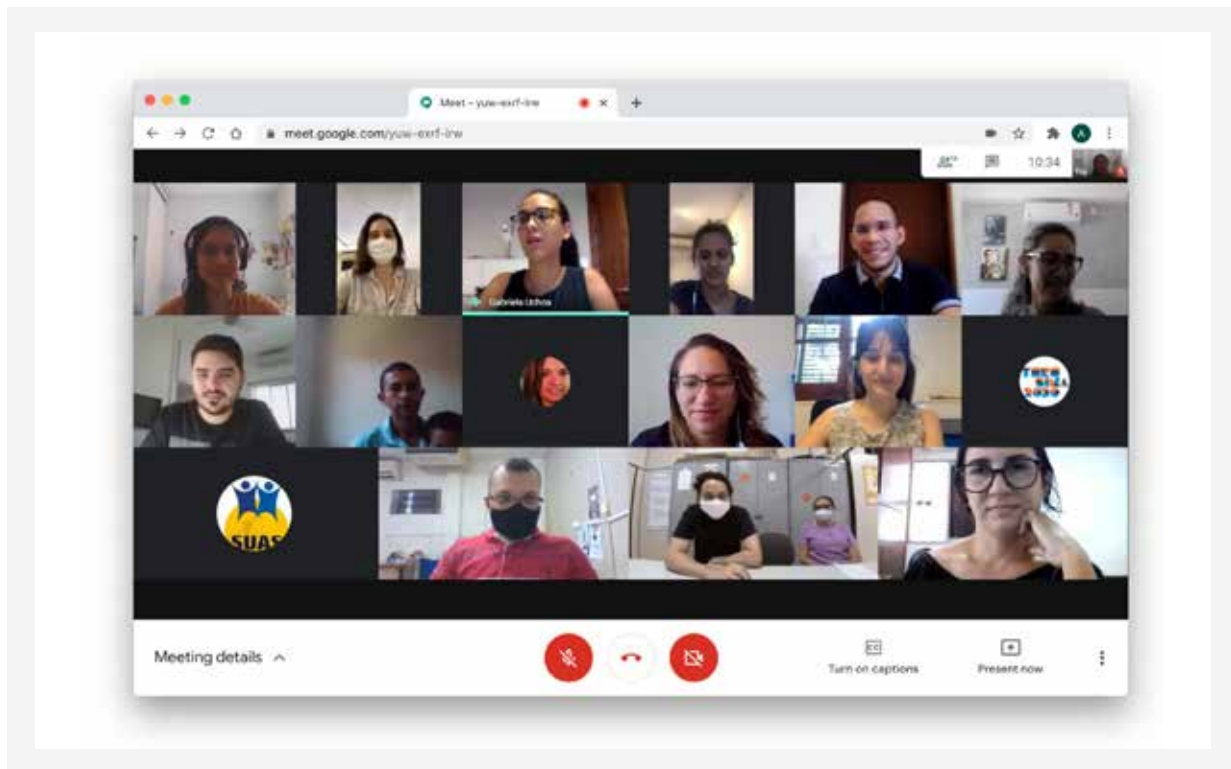 Meet – yuw-exrf-irw
meet.google.com/yuw-exrf-irw
10:34
Gabriela Uchoa
2030
SUAS
Meeting details
Turn on captions
Present now